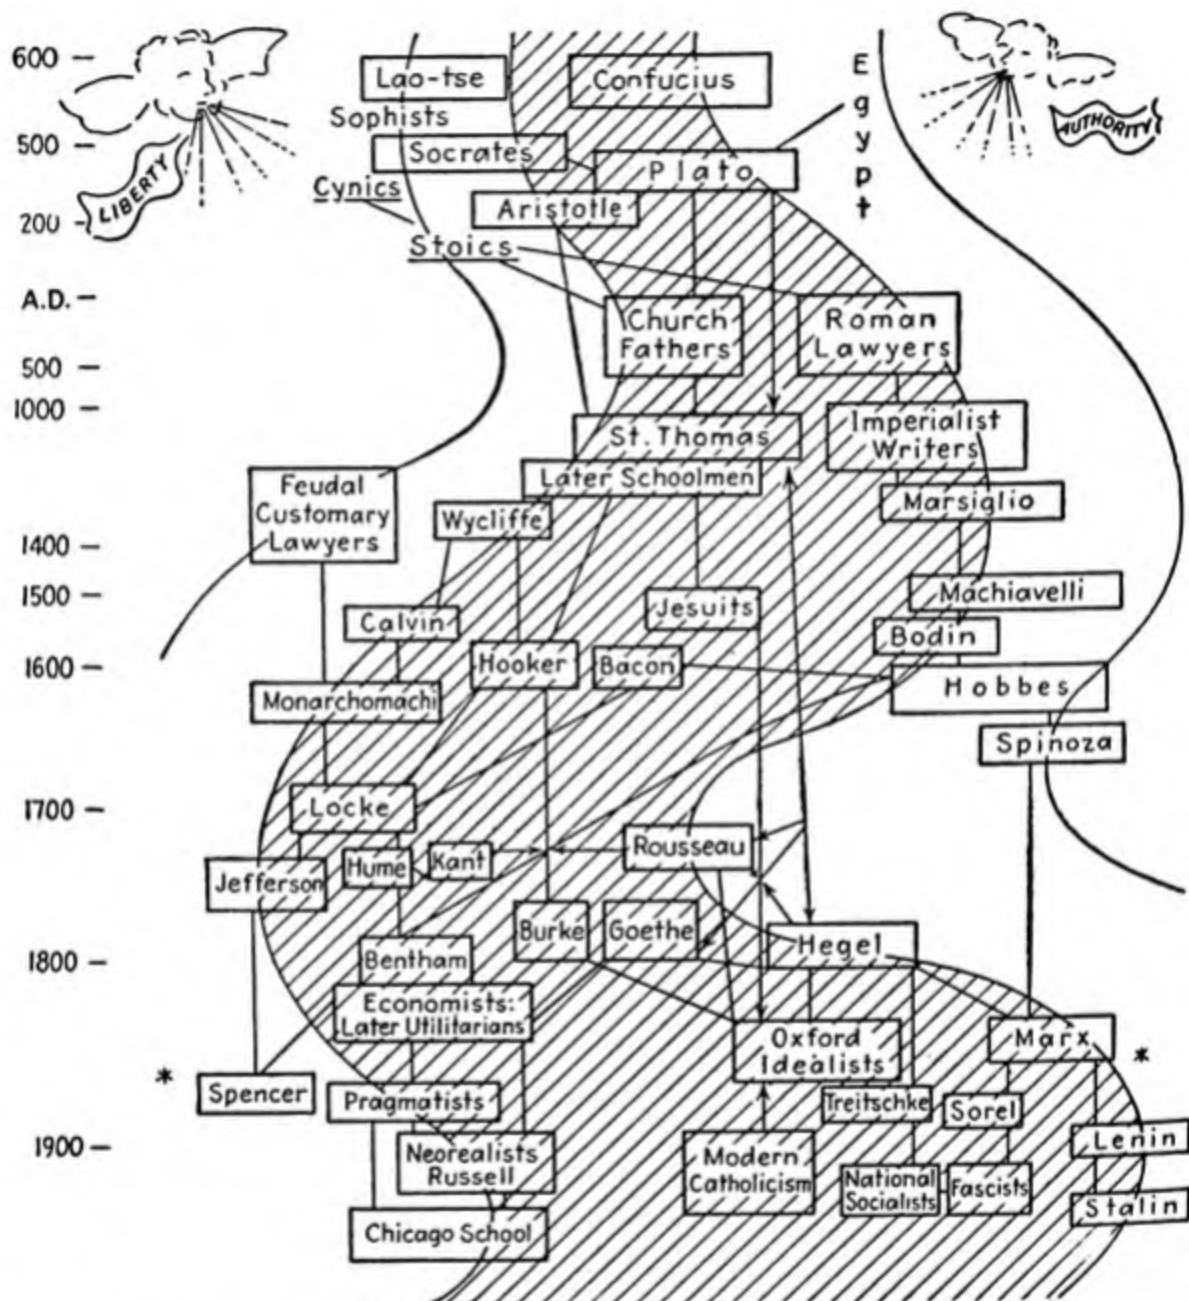 600 —
Lao-tse
Confucius
Egypt
AUTHORITY
Sophists
500 —
Socrates
Plato
LIBERTY
Cynics
Aristotle
200 —
Stoics
A.D. —
Church
Fathers
Roman
Lawyers
500 —
1000 —
St. Thomas
Imperialist
Writers
Later Schoolmen
Feudal
Customary
Lawyers
Wycliffe
Marsiglio
1400 —
1500 —
Machiavelli
Calvin
Jesuits
Bodin
1600 —
Hooker
Bacon
Hobbes
Monarchomachi
Spinoza
1700 —
Locke
Rousseau
Jefferson
Hume
Kant
Burke
Goethe
Hegel
1800 —
Bentham
Economists:
Later Utilitarians
Oxford
Idealists
Marx
*
*
Spencer
Pragmatists
Treitschke
Sorel
1900 —
Neorealists
Russell
Modern
Catholicism
National
Socialists
Fascists
Lenin
Stalin
Chicago School